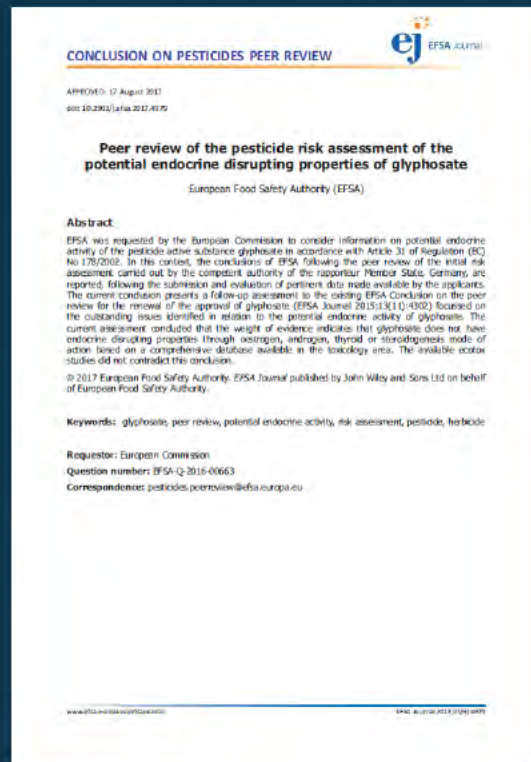 CONCLUSION ON PESTICIDES PEER REVIEW
ej EFSA Journal
APPROVED: 17 August 2017
Peer review of the pesticide risk assessment of the
potential endocrine disrupting properties of glyphosate
European Food Safety Authority (EFSA)
Abstract
EFSA was requested by the European Commission to consider information on potential endocrine
activity of the pesticide active substance glyphosate in accordance with Article 31 of Regulation (EC)
No 178/2002. In this context, the conclusions of EFSA following the peer review of the initial risk
assessment carried out by the competent authority of the rapporteur Member State, Germany, are
reported, following the submission and evaluation of pertinent data made available by the applicants.
The current conclusion presents a follow-up assessment to the existing EFSA Conclusion on the peer
review for the renewal of the approval of glyphosate (EFSA Journal 2015;13(11):4302) focussed on
the outstanding issues identified in relation to the potential endocrine activity of glyphosate. The
current assessment concluded that the weight of evidence indicates that glyphosate does not have
endocrine disrupting properties through oestrogen, androgen, thyroid or steroidogenesis mode of
action based on a comprehensive database available in the toxicology area. The available ecotox
studies did not contradict this conclusion.
© 2017 European Food Safety Authority. EFSA Journal published by John Wiley and Sons Ltd on behalf
of European Food Safety Authority.
Keywords: glyphosate, peer review, potential endocrine activity, risk assessment, pesticide, herbicide
Requestor: European Commission
Question number: EFSA-Q-2016-00663
Correspondence: pesticides.peerreview@efsa.europa.eu